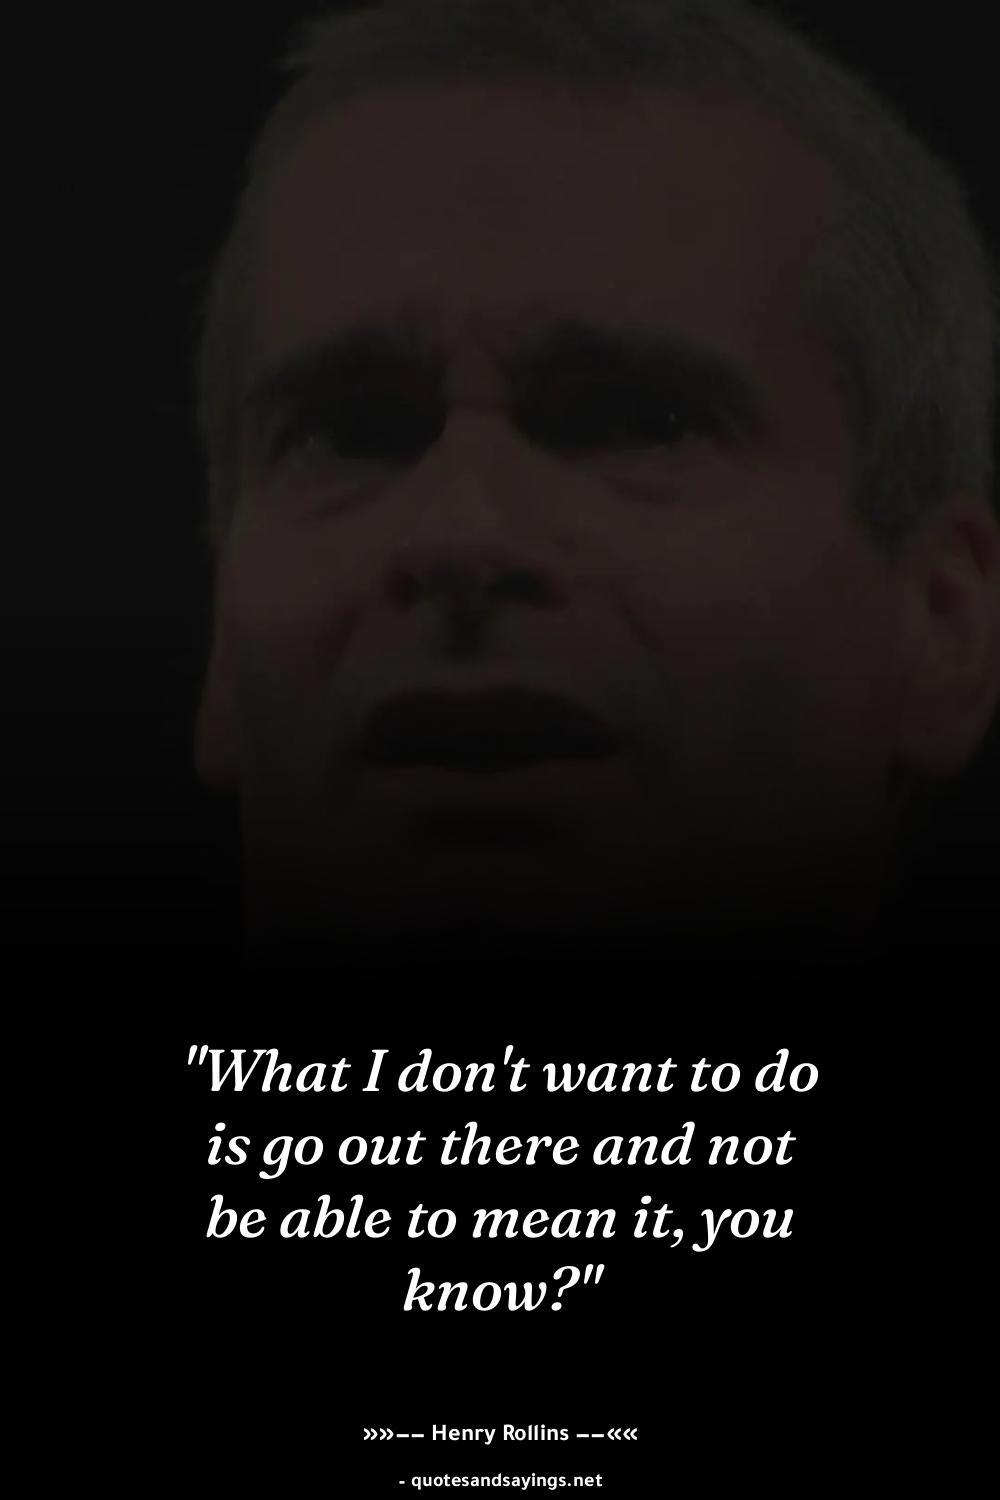 "What I don't want to do
is go out there and not
be able to mean it, you
know?"
»»−− Henry Rollins −−««
- quotesandsayings.net